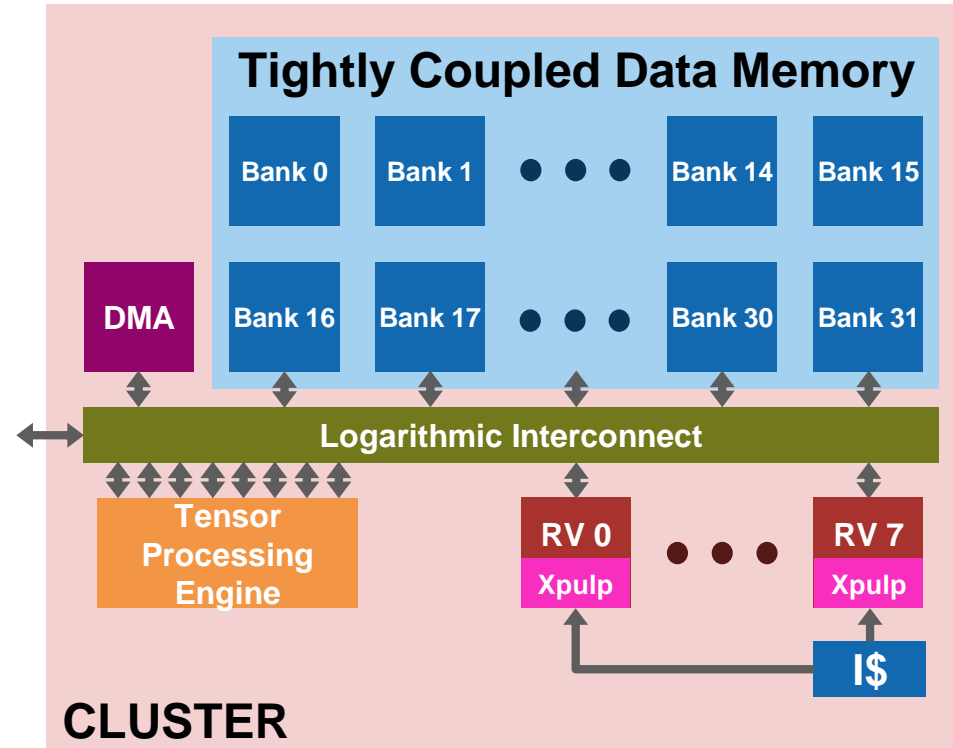 Tightly Coupled Data Memory
Bank 0
Bank 1
Bank 14
Bank 15
DMA
Bank 16
Bank 17
Bank 30
Bank 31
Logarithmic Interconnect
Tensor
Processing
Engine
RV 0
RV 7
Xpulp
Xpulp
I$
CLUSTER